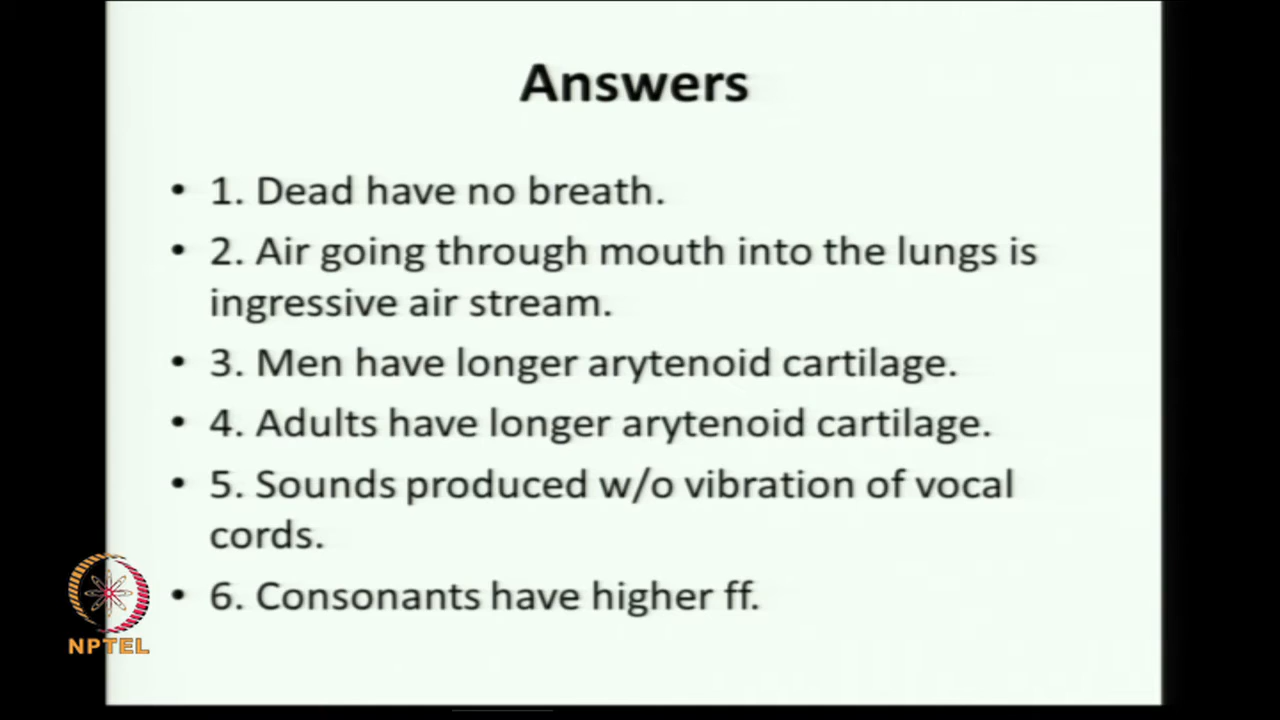 Answers
• 1. Dead have no breath.
• 2. Air going through mouth into the lungs is
ingressive air stream.
• 3. Men have longer arytenoid cartilage.
• 4. Adults have longer arytenoid cartilage.
• 5. Sounds produced w/o vibration of vocal
cords.
• 6. Consonants have higher ff.
NPTEL